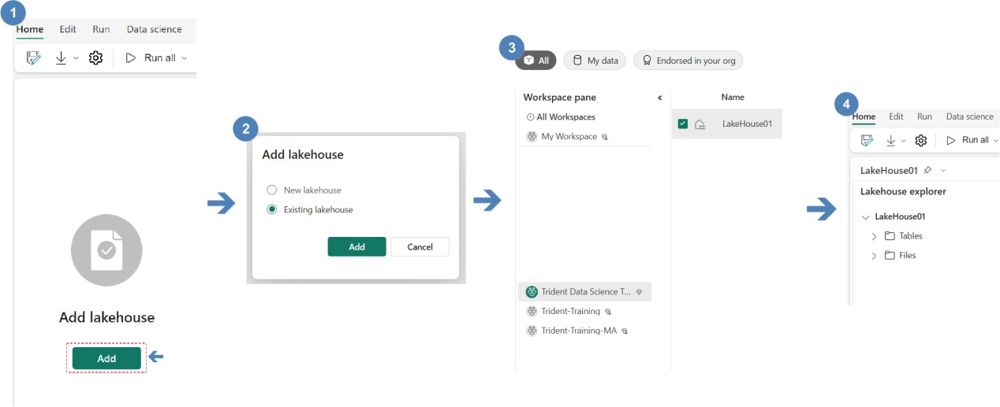 1
Home Edit Run Data science
Run all
Add lakehouse
Add
2
Add lakehouse
New lakehouse
Existing lakehouse
Add Cancel
3
All My data Endorsed in your org
Workspace pane
All Workspaces
My Workspace
Trident Data Science T...
Trident-Training
Trident-Training-MA
Name
LakeHouse01
4
Home Edit Run Data science
Run all
LakeHouse01
Lakehouse explorer
LakeHouse01
Tables
Files